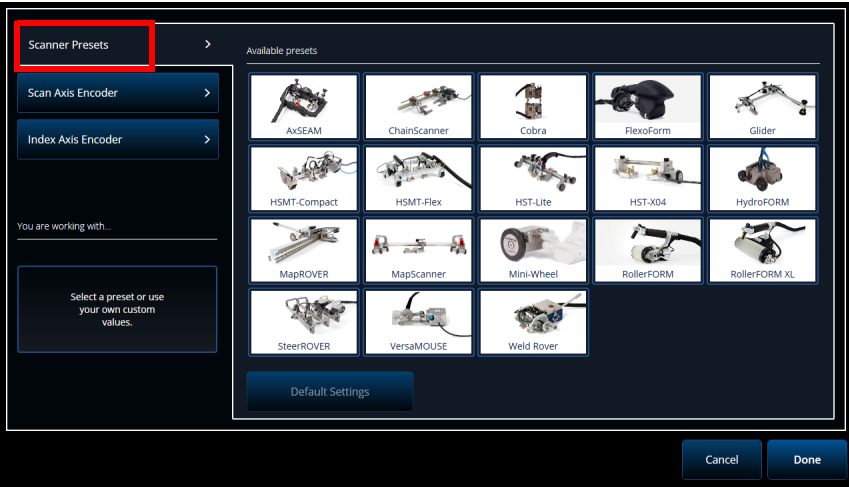 Scanner Presets
Scan Axis Encoder
Index Axis Encoder
You are working with...
Select a preset or use
your own custom
values.
Available presets
AxSEAM
ChainScanner
Cobra
FlexoForm
Glider
HSMT-Compact
HSMT-Flex
HST-Lite
HST-X04
HydroFORM
MapROVER
MapScanner
Mini-Wheel
RollerFORM
RollerFORM XL
SteerROVER
VersaMOUSE
Weld Rover
Default Settings
Cancel
Done